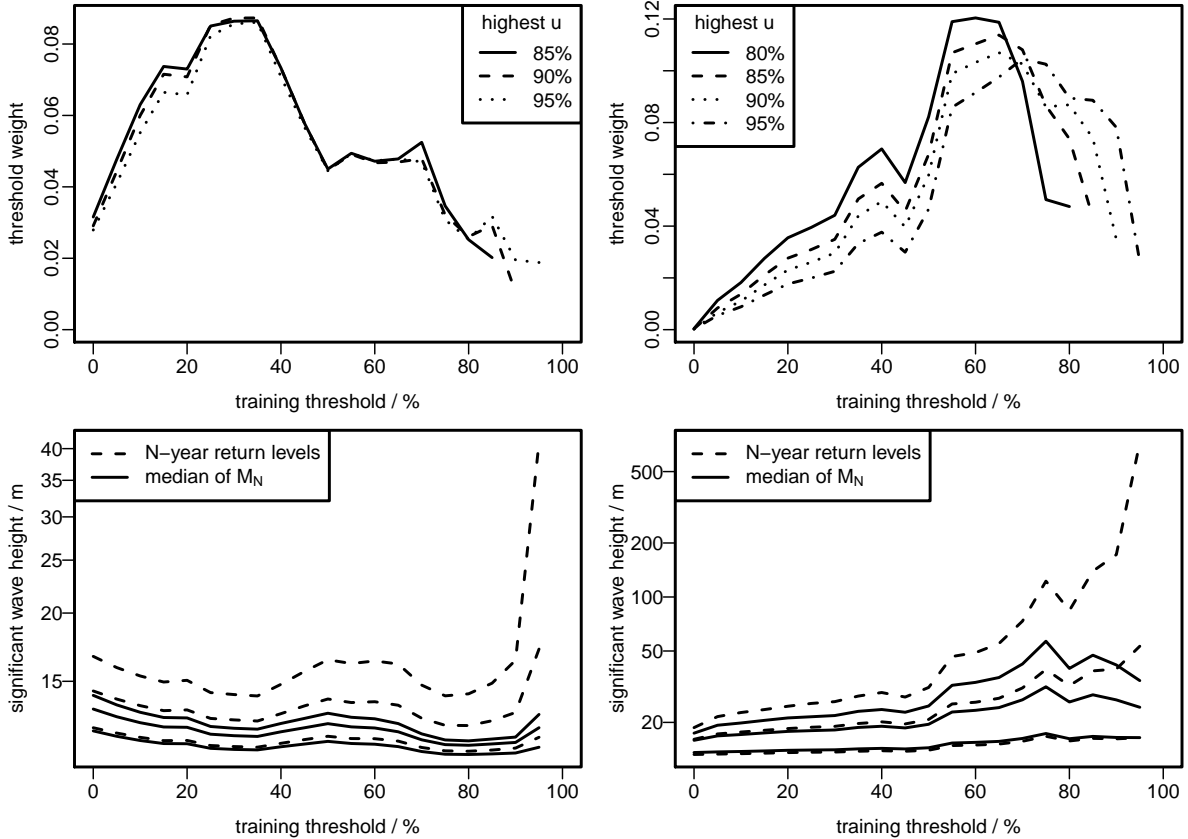 highest u
85%
90%
95%
threshold weight
0.00 0.02 0.04 0.06 0.08
0 20 40 60 80 100
training threshold / %
highest u
80%
85%
90%
95%
threshold weight
0.00 0.04 0.08 0.12
0 20 40 60 80 100
training threshold / %
N−year return levels
median of MN
significant wave height / m
15 20 25 30 35 40
0 20 40 60 80 100
training threshold / %
N−year return levels
median of MN
significant wave height / m
20 50 100 200 500
0 20 40 60 80 100
training threshold / %